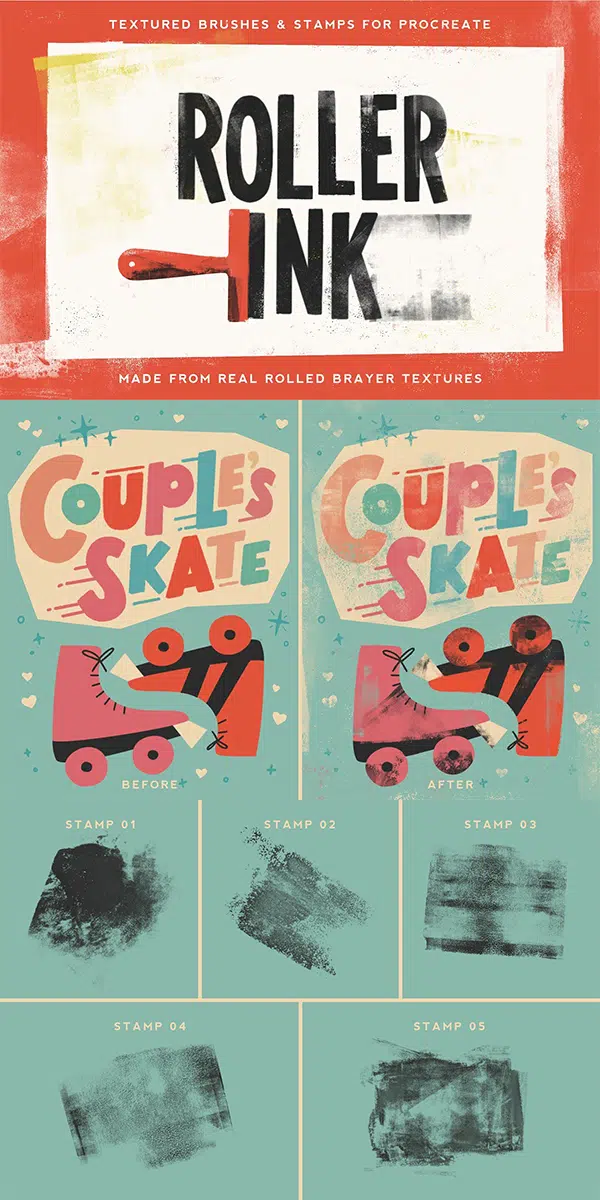 TEXTURED BRUSHES & STAMPS FOR PROCREATE
ROLLER
INK
MADE FROM REAL ROLLED BRAYER TEXTURES
COUPLE'S
SKATE
BEFORE
COUPLE'S
SKATE
AFTER
STAMP 01
STAMP 02
STAMP 03
STAMP 04
STAMP 05